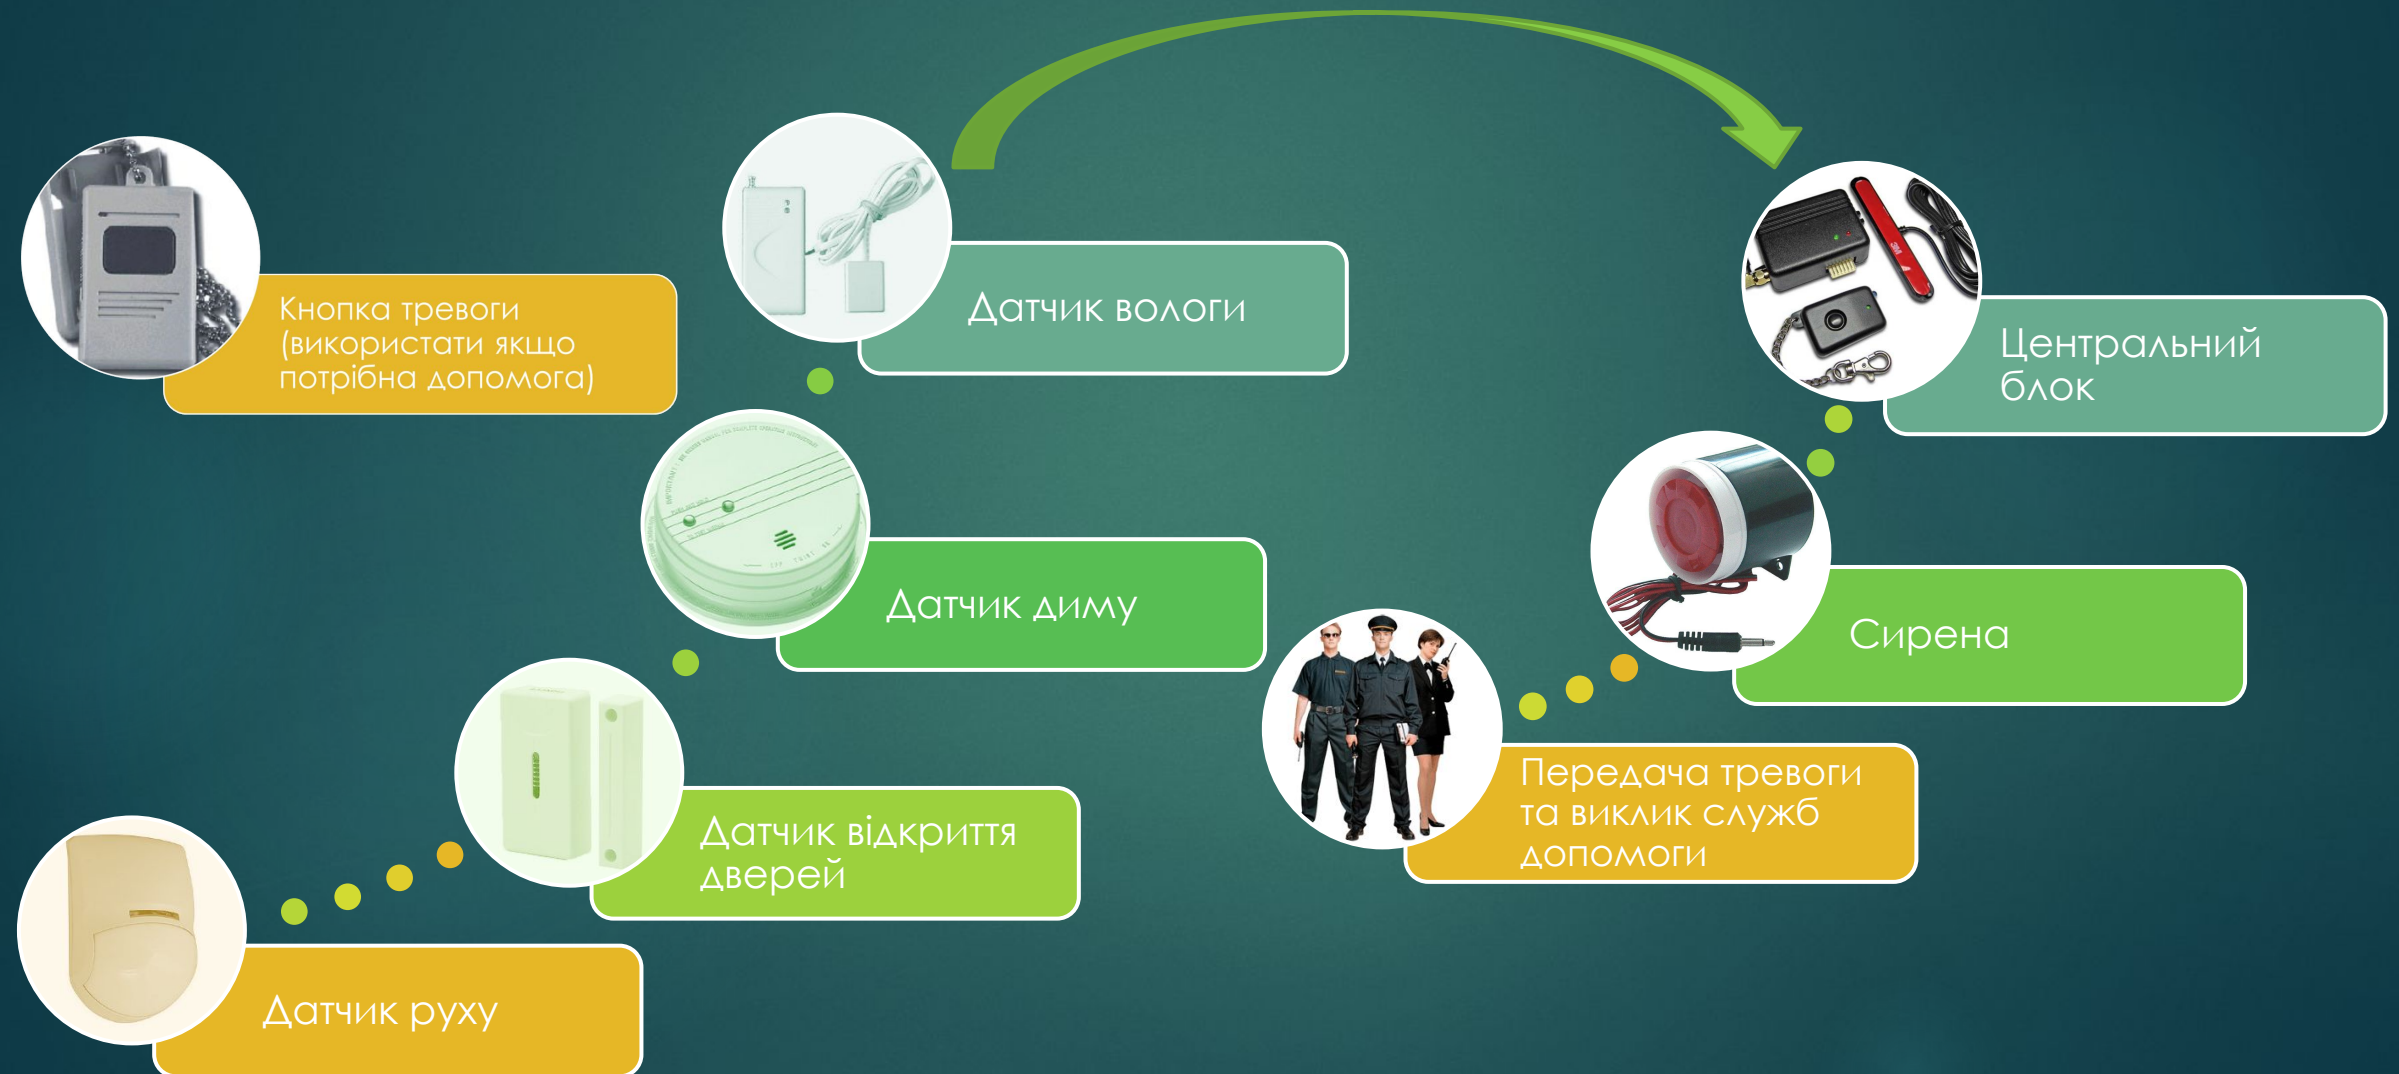 Кнопка тревоги
(використати якщо
потрібна допомога)
Датчик вологи
Датчик диму
Датчик відкриття
дверей
Датчик руху
Центральний
блок
Сирена
Передача тревоги
та виклик служб
допомоги